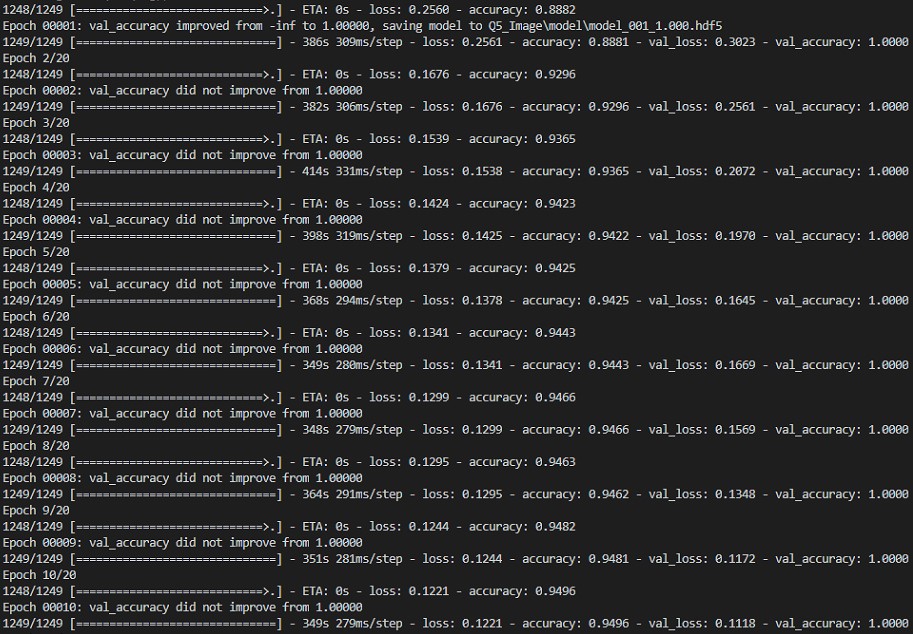 1248/1249 [============================>.] - ETA: 0s - loss: 0.2560 - accuracy: 0.8882
Epoch 00001: val_accuracy improved from -inf to 1.00000, saving model to Q5_Image\model\model_001_1.000.hdf5
1249/1249 [==============================] - 386s 309ms/step - loss: 0.2561 - accuracy: 0.8881 - val_loss: 0.3023 - val_accuracy: 1.0000
Epoch 2/20
1248/1249 [============================>.] - ETA: 0s - loss: 0.1676 - accuracy: 0.9296
Epoch 00002: val_accuracy did not improve from 1.00000
1249/1249 [==============================] - 382s 306ms/step - loss: 0.1676 - accuracy: 0.9296 - val_loss: 0.2561 - val_accuracy: 1.0000
Epoch 3/20
1248/1249 [============================>.] - ETA: 0s - loss: 0.1539 - accuracy: 0.9365
Epoch 00003: val_accuracy did not improve from 1.00000
1249/1249 [==============================] - 414s 331ms/step - loss: 0.1538 - accuracy: 0.9365 - val_loss: 0.2072 - val_accuracy: 1.0000
Epoch 4/20
1248/1249 [============================>.] - ETA: 0s - loss: 0.1424 - accuracy: 0.9423
Epoch 00004: val_accuracy did not improve from 1.00000
1249/1249 [==============================] - 398s 319ms/step - loss: 0.1425 - accuracy: 0.9422 - val_loss: 0.1970 - val_accuracy: 1.0000
Epoch 5/20
1248/1249 [============================>.] - ETA: 0s - loss: 0.1379 - accuracy: 0.9425
Epoch 00005: val_accuracy did not improve from 1.00000
1249/1249 [==============================] - 368s 294ms/step - loss: 0.1378 - accuracy: 0.9425 - val_loss: 0.1645 - val_accuracy: 1.0000
Epoch 6/20
1248/1249 [============================>.] - ETA: 0s - loss: 0.1341 - accuracy: 0.9443
Epoch 00006: val_accuracy did not improve from 1.00000
1249/1249 [==============================] - 349s 280ms/step - loss: 0.1341 - accuracy: 0.9443 - val_loss: 0.1669 - val_accuracy: 1.0000
Epoch 7/20
1248/1249 [============================>.] - ETA: 0s - loss: 0.1299 - accuracy: 0.9466
Epoch 00007: val_accuracy did not improve from 1.00000
1249/1249 [==============================] - 348s 279ms/step - loss: 0.1299 - accuracy: 0.9466 - val_loss: 0.1569 - val_accuracy: 1.0000
Epoch 8/20
1248/1249 [============================>.] - ETA: 0s - loss: 0.1295 - accuracy: 0.9463
Epoch 00008: val_accuracy did not improve from 1.00000
1249/1249 [==============================] - 364s 291ms/step - loss: 0.1295 - accuracy: 0.9462 - val_loss: 0.1348 - val_accuracy: 1.0000
Epoch 9/20
1248/1249 [============================>.] - ETA: 0s - loss: 0.1244 - accuracy: 0.9482
Epoch 00009: val_accuracy did not improve from 1.00000
1249/1249 [==============================] - 351s 281ms/step - loss: 0.1244 - accuracy: 0.9481 - val_loss: 0.1172 - val_accuracy: 1.0000
Epoch 10/20
1248/1249 [============================>.] - ETA: 0s - loss: 0.1221 - accuracy: 0.9496
Epoch 00010: val_accuracy did not improve from 1.00000
1249/1249 [==============================] - 349s 279ms/step - loss: 0.1221 - accuracy: 0.9496 - val_loss: 0.1118 - val_accuracy: 1.0000